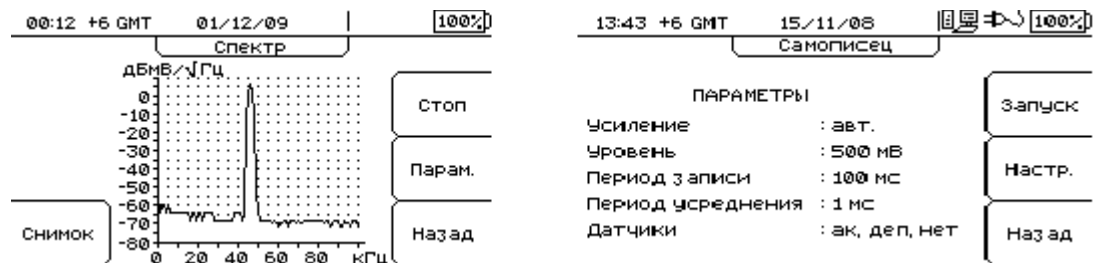 00:12 +6 GMT 01/12/09 100%
Спектр
дБмВ/√Гц
0
-10
-20
-30
-40
-50
-60
-70
-80
0 20 40 60 80 кГц
Стоп
Парам.
Снимок
Назад
13:43 +6 GMT 15/11/08 100%
Самописец
ПАРАМЕТРЫ
Усиление : авт.
Уровень : 500 мВ
Период записи : 100 мс
Период усреднения : 1 мс
Датчики : ак, деп, нет
Запуск
Настр.
Назад